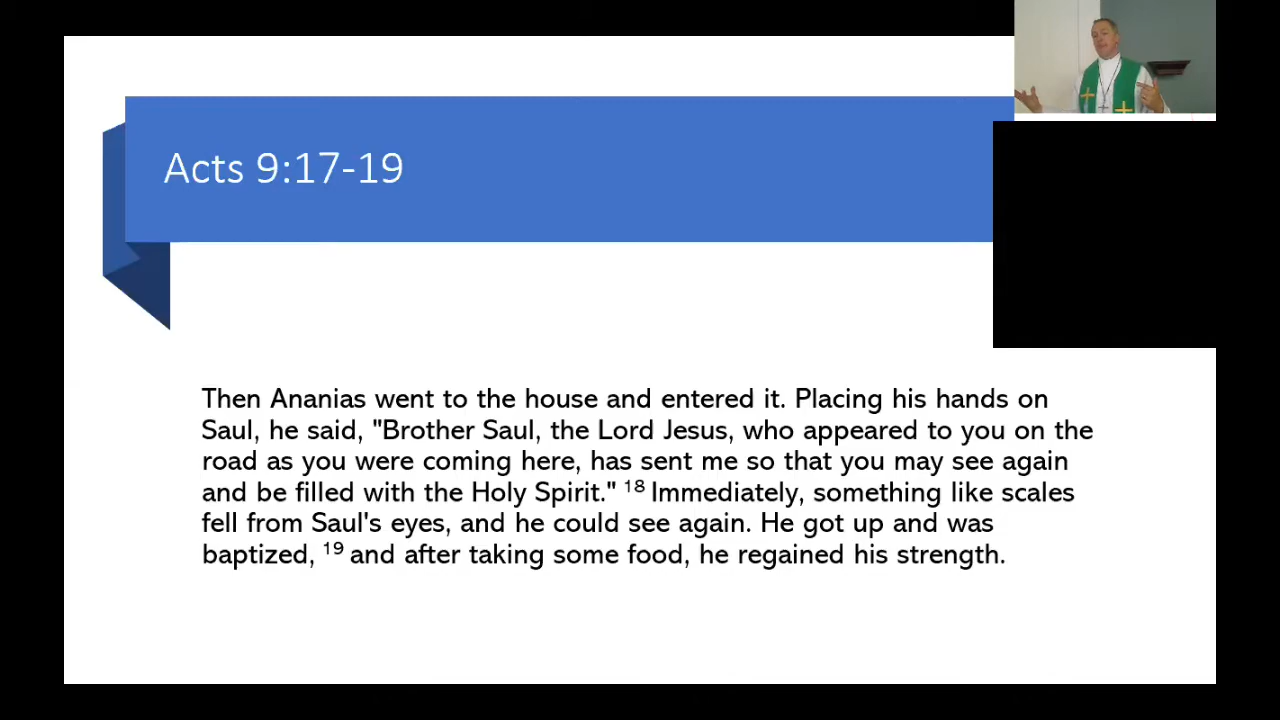 Acts 9:17-19
Then Ananias went to the house and entered it. Placing his hands on
Saul, he said, "Brother Saul, the Lord Jesus, who appeared to you on the
road as you were coming here, has sent me so that you may see again
and be filled with the Holy Spirit." 18 Immediately, something like scales
fell from Saul's eyes, and he could see again. He got up and was
baptized, 19 and after taking some food, he regained his strength.